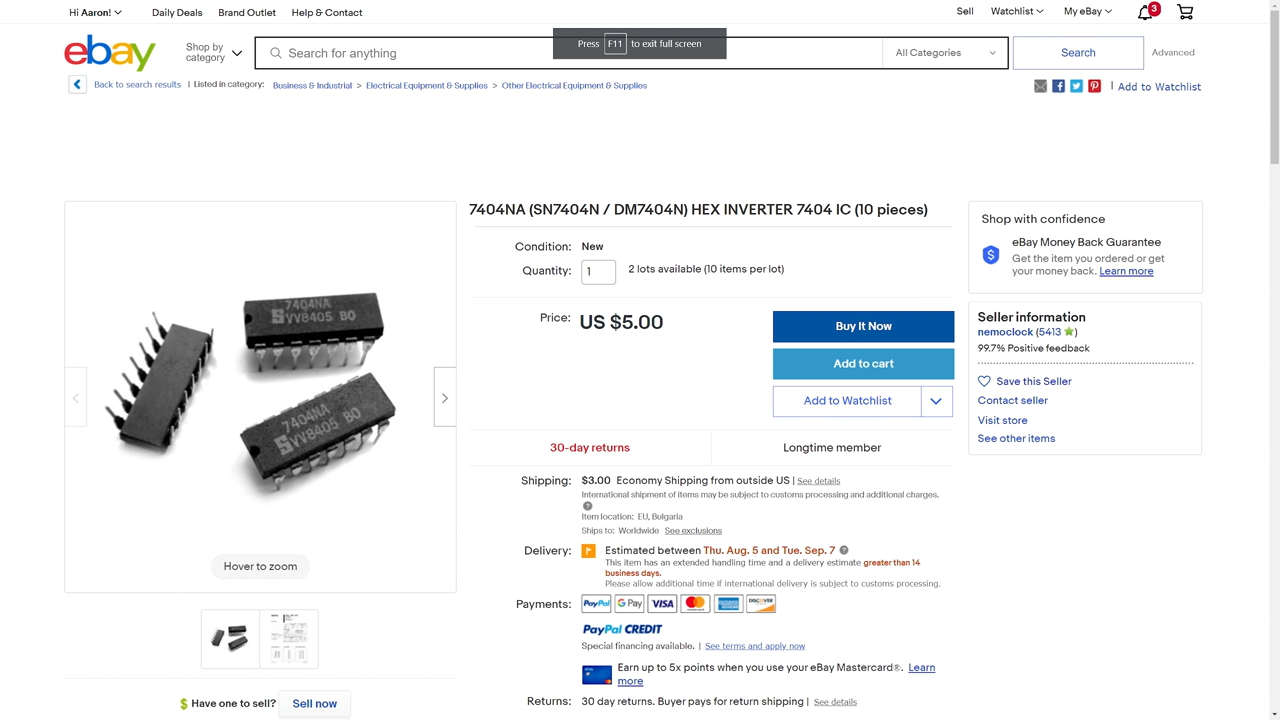 Hi Aaron!
Daily Deals
Brand Outlet
Help & Contact
Sell
Watchlist
My eBay
3
ebay
Shop by category
Search for anything
Press F11 to exit full screen
All Categories
Search
Advanced
Back to search results | Listed in category: Business & Industrial > Electrical Equipment & Supplies > Other Electrical Equipment & Supplies
| Add to Watchlist
7404NA
VV8405 BO
7404NA
VV8405 BO
Hover to zoom
$ Have one to sell? Sell now
7404NA (SN7404N / DM7404N) HEX INVERTER 7404 IC (10 pieces)
Condition: New
Quantity: 1 2 lots available (10 items per lot)
Price: US $5.00
Buy It Now
Add to cart
Add to Watchlist
30-day returns
Longtime member
Shipping: $3.00 Economy Shipping from outside US | See details
International shipment of items may be subject to customs processing and additional charges.
?
Item location: EU, Bulgaria
Ships to: Worldwide See exclusions
Delivery: Estimated between Thu. Aug. 5 and Tue. Sep. 7 ?
This item has an extended handling time and a delivery estimate greater than 14
business days.
Please allow additional time if international delivery is subject to customs processing.
Payments: PayPal G Pay VISA MasterCard AMERICAN EXPRESS DISCOVER
PayPal CREDIT
Special financing available. | See terms and apply now
Earn up to 5x points when you use your eBay Mastercard®. Learn
more
Returns: 30 day returns. Buyer pays for return shipping | See details
Shop with confidence
eBay Money Back Guarantee
Get the item you ordered or get
your money back. Learn more
Seller information
nemoclock (5413)
99.7% Positive feedback
Save this Seller
Contact seller
Visit store
See other items